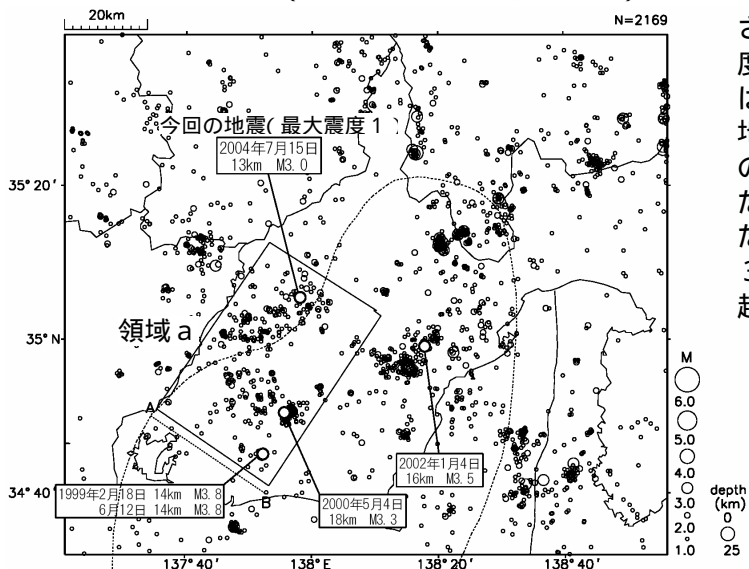 20km
N=2169
今回の地震(最大震度1
2004年7月15日
13km M3.0
35°20'
領域a
35°N
A
B
34°40'
1999年2月18日 14km M3.8
6月12日 14km M3.8
2000年5月4日
18km M3.3
2002年1月4日
16km M3.5
137°40'
138°E
138°20'
138°40'
M
6.0
5.0
4.0
3.0
2.0
1.0
depth
(km)
0
25
度
は
の
た
た